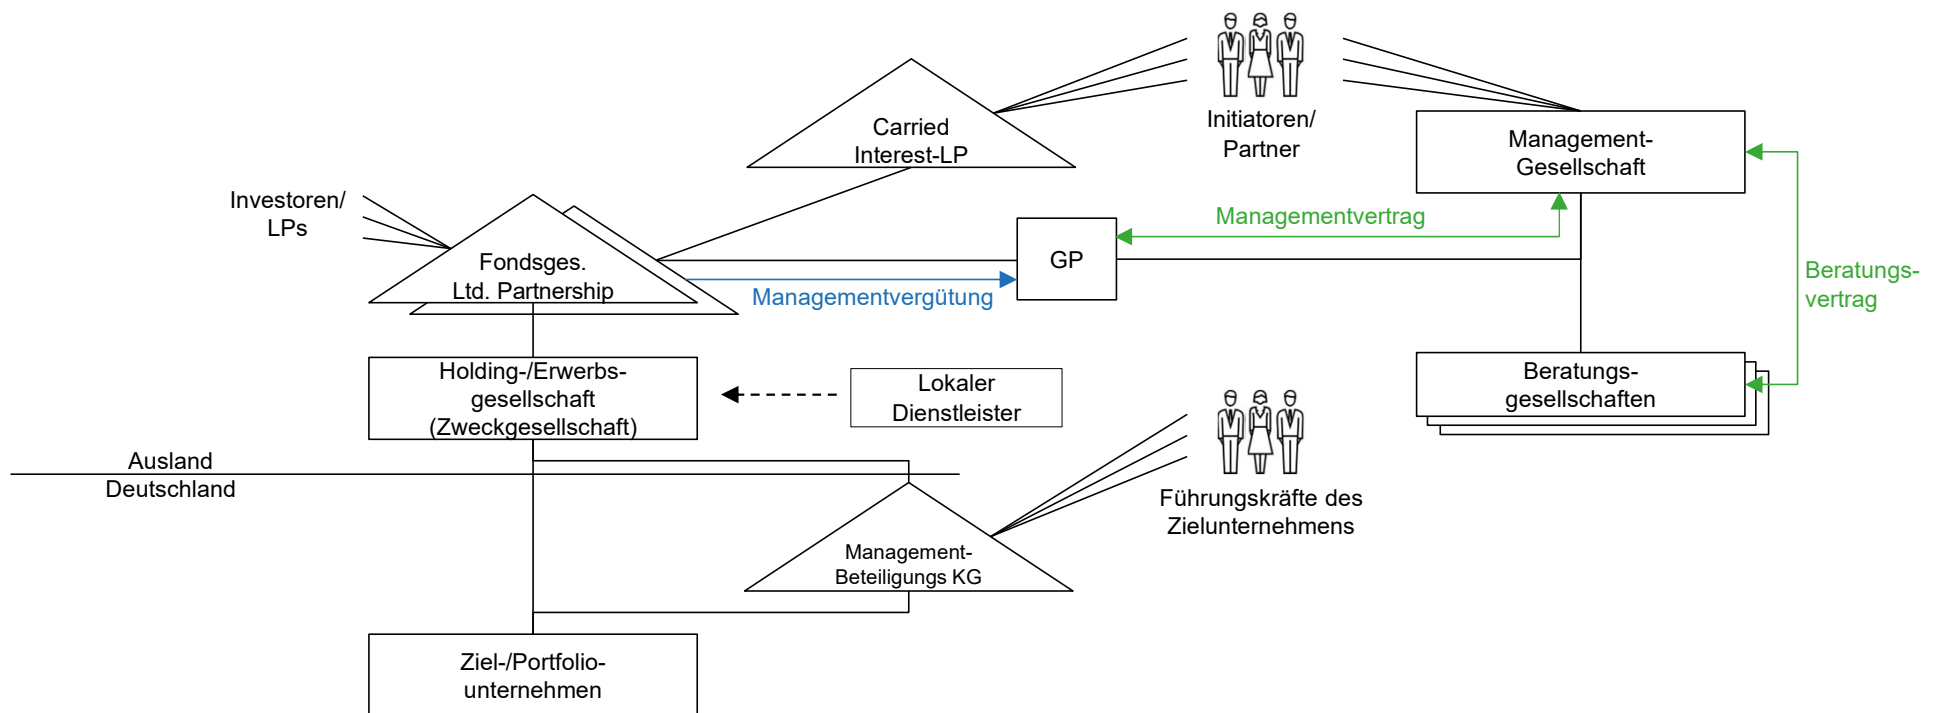 Initiatoren/
Partner
Carried
Interest-LP
Management-
Gesellschaft
Investoren/
LPs
Managementvertrag
Fondsges.
Ltd. Partnership
GP
Managementvergütung
Beratungs-
vertrag
Holding-/Erwerbs-
gesellschaft
(Zweckgesellschaft)
Lokaler
Dienstleister
Beratungs-
gesellschaften
Ausland
Deutschland
Führungskräfte des
Zielunternehmens
Management-
Beteiligungs KG
Ziel-/Portfolio-
unternehmen